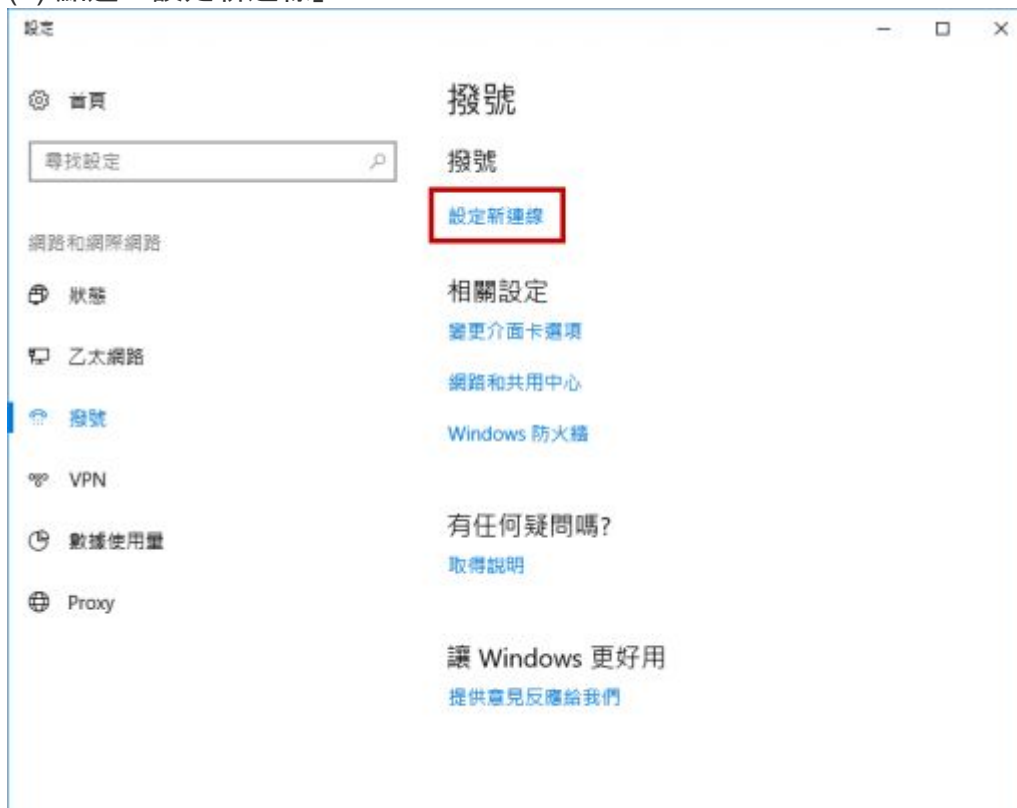 設定
首頁
尋找設定
網路和網際網路
狀態
乙太網路
撥號
VPN
數據使用量
Proxy
撥號
撥號
設定新連線
相關設定
變更介面卡選項
網路和共用中心
Windows 防火牆
有任何疑問嗎?
取得說明
讓 Windows 更好用
提供意見反應給我們